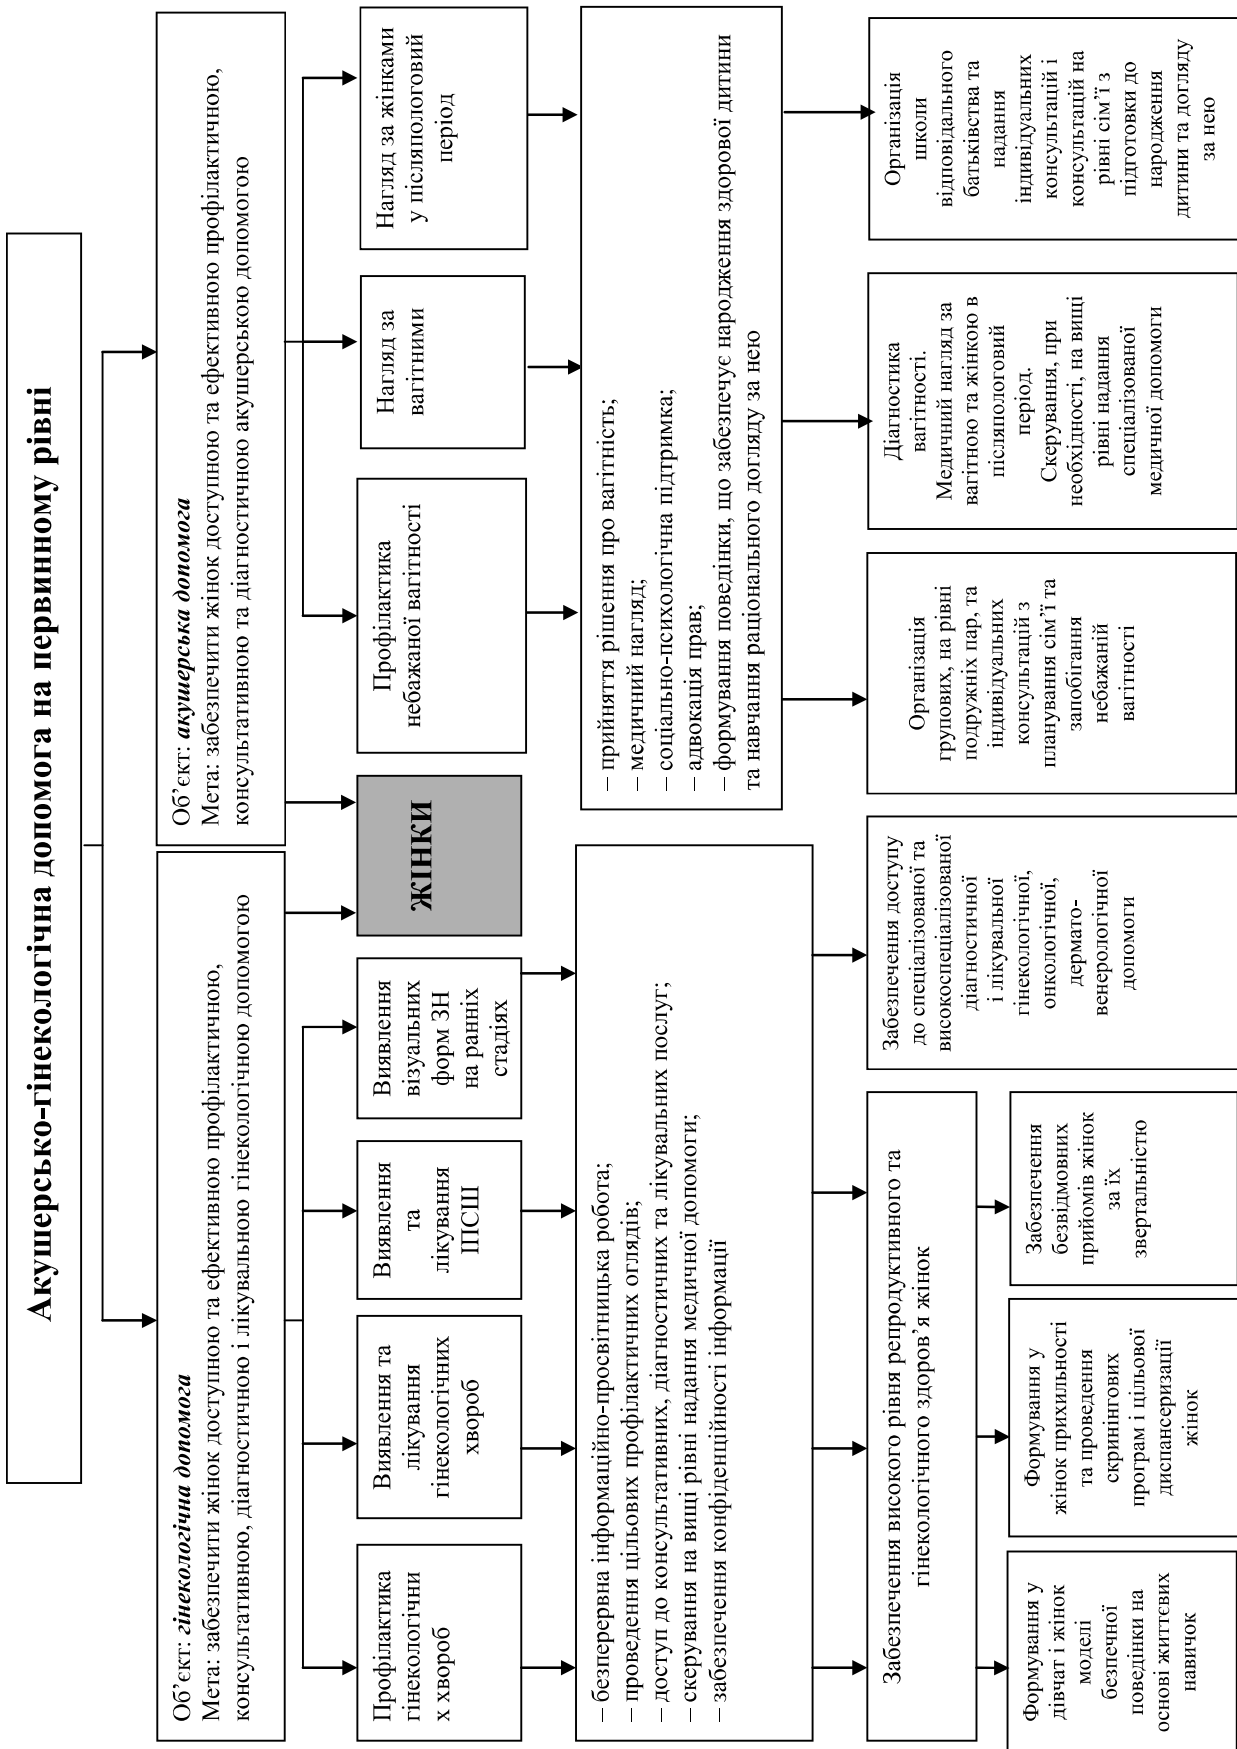 Акушерсько-гінекологічна допомога на первинному рівні
Об’єкт: гінекологічна допомога
Мета: забезпечити жінок доступною та ефективною профілактичною,
консультативною, діагностичною і лікувальною гінекологічною допомогою
Об’єкт: акушерська допомога
Мета: забезпечити жінок доступною та ефективною профілактичною,
консультативною та діагностичною акушерською допомогою
Профілактика
гінекологічни
х хвороб
Виявлення та
лікування
гінекологічних
хвороб
Виявлення
та
лікування
ІПСШ
Виявлення
візуальних
форм ЗН
на ранніх
стадіях
ЖІНКИ
Профілактика
небажаної вагітності
Нагляд за
вагітними
Нагляд за жінками
у післяпологовий
період
– безперервна інформаційно-просвітницька робота;
– проведення цільових профілактичних оглядів;
– доступ до консультативних, діагностичних та лікувальних послуг;
– скерування на вищі рівні надання медичної допомоги;
– забезпечення конфіденційності інформації
– прийняття рішення про вагітність;
– медичний нагляд;
– соціально-психологічна підтримка;
– адвокація прав;
– формування поведінки, що забезпечує народження здорової дитини
та навчання раціонального догляду за нею
Забезпечення високого рівня репродуктивного та
гінекологічного здоров’я жінок
Забезпечення доступу
до спеціалізованої та
високоспеціалізованої
діагностичної
і лікувальної
гінекологічної,
онкологічної,
дермато-
венерологічної
допомоги
Організація
групових, на рівні
подружніх пар, та
індивідуальних
консультацій з
планування сім’ї та
запобігання
небажаній
вагітності
Діагностика
вагітності.
Медичний нагляд за
вагітною та жінкою в
післяпологовий
період.
Скерування, при
необхідності, на вищі
рівні надання
спеціалізованої
медичної допомоги
Організація
школи
відповідального
батьківства та
надання
індивідуальних
консультацій і
консультацій на
рівні сім’ї з
підготовки до
народження
дитини та догляду
за нею
Формування у
дівчат і жінок
моделі
безпечної
поведінки на
основі життєвих
навичок
Формування у
жінок прихильності
та проведення
скринінгових
програм і цільової
диспансеризації
жінок
Забезпечення
безвідмовних
прийомів жінок
за їх
звертальністю